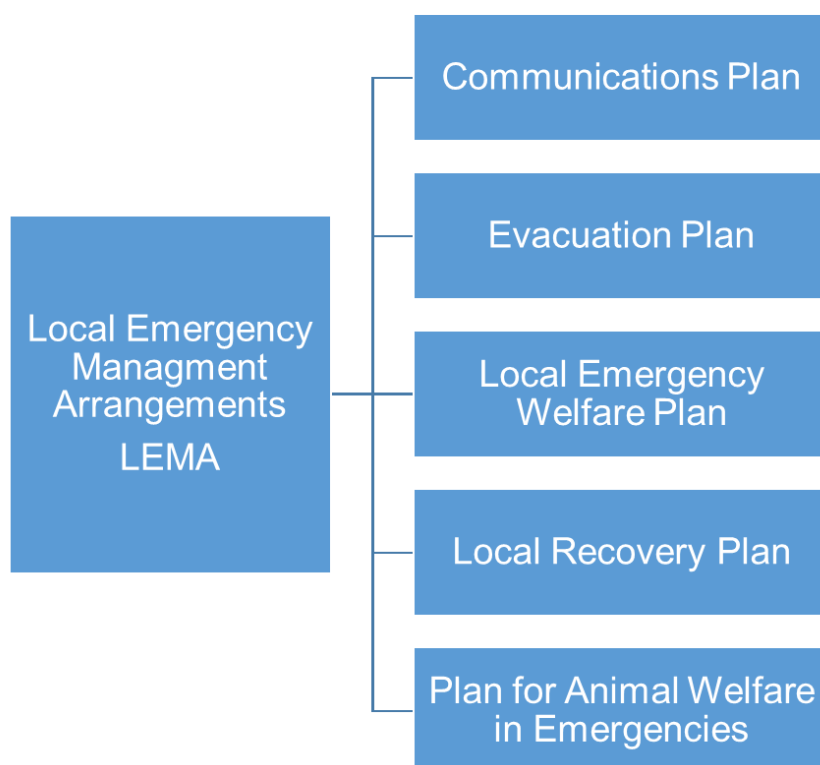 Local Emergency
Managment
Arrangements
LEMA
Communications Plan
Evacuation Plan
Local Emergency
Welfare Plan
Local Recovery Plan
Plan for Animal Welfare
in Emergencies